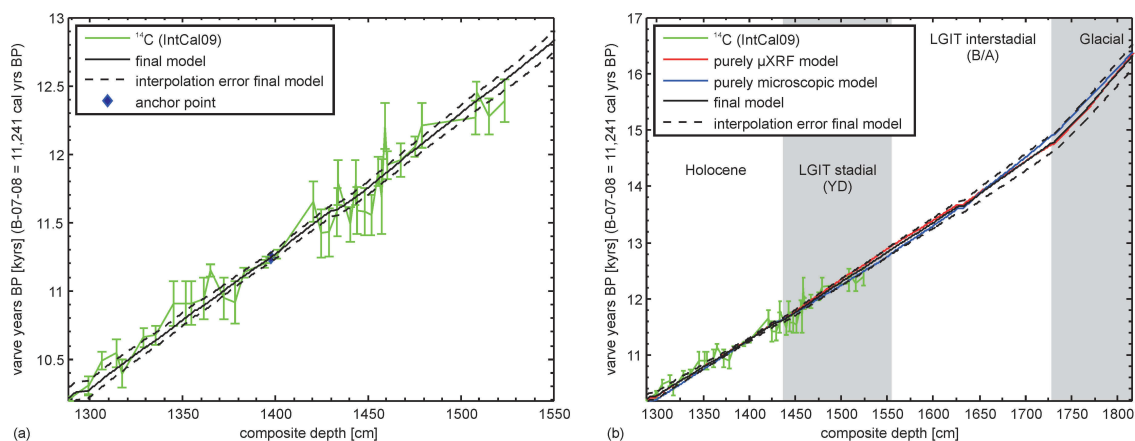 13
12.5
12
11.5
11
10.5
varve years BP [kyrs] (B-07-08 = 11,241 cal yrs BP)
¹⁴C (IntCal09)
final model
interpolation error final model
anchor point
1300
1350
1400
1450
1500
1550
composite depth [cm]
(a)
17
16
15
14
13
12
11
varve years BP [kyrs] (B-07-08 = 11,241 cal yrs BP)
¹⁴C (IntCal09)
purely µXRF model
purely microscopic model
final model
interpolation error final model
LGIT interstadial
(B/A)
Glacial
Holocene
LGIT stadial
(YD)
1300
1350
1400
1450
1500
1550
1600
1650
1700
1750
1800
composite depth [cm]
(b)